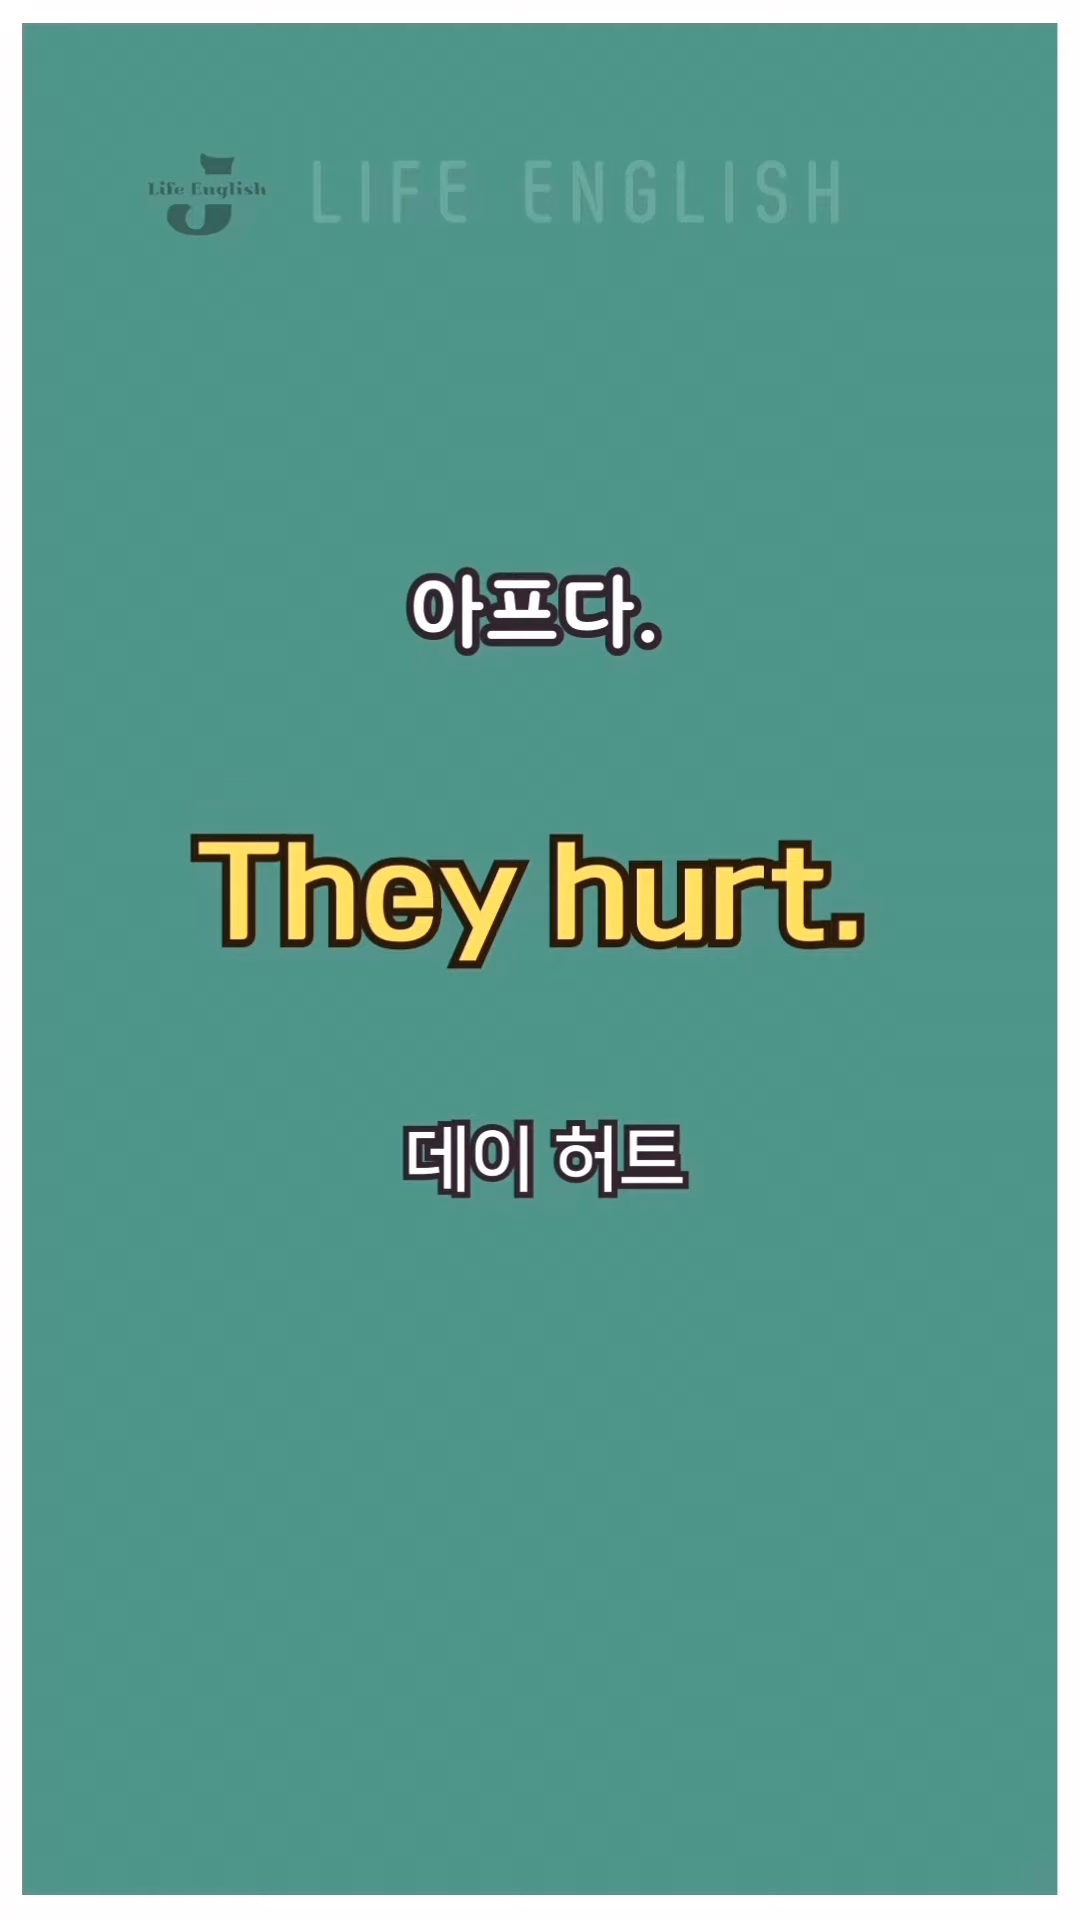 Life English
J
LIFE ENGLISH
아프다.
They hurt.
데이 허트